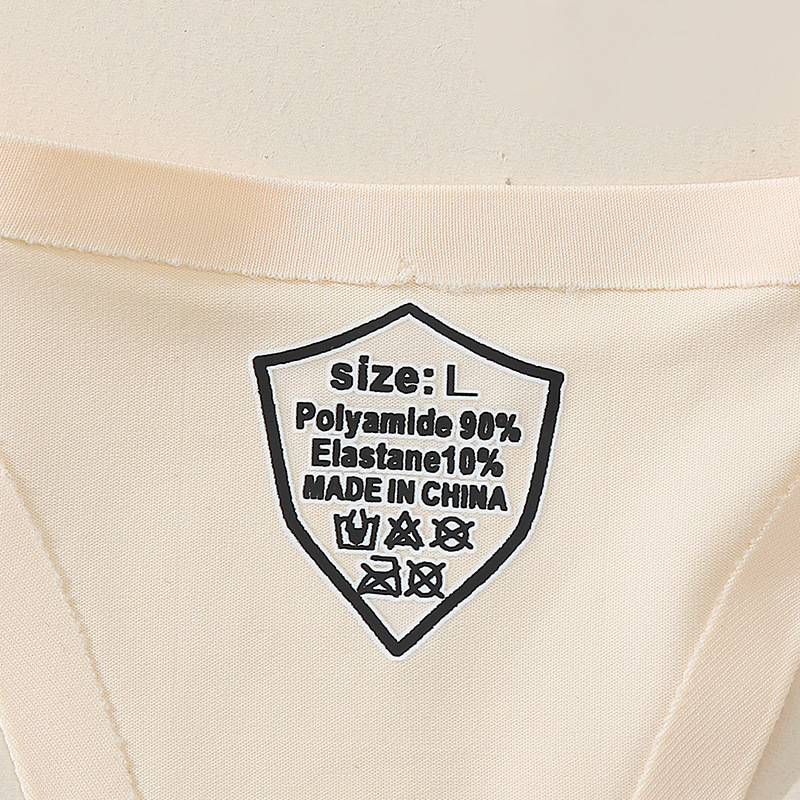 size: L
Polyamide 90%
Elastane10%
MADE IN CHINA